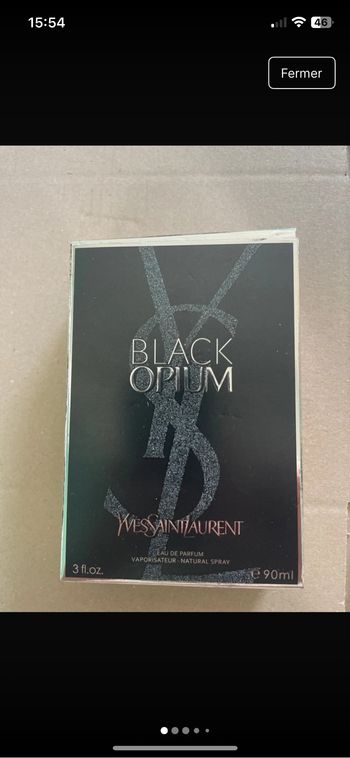 15:54
46
Fermer
BLACK
OPIUM
YVESSAINTLAURENT
EAU DE PARFUM
VAPORISATEUR - NATURAL SPRAY
3 fl.oz.
e 90ml